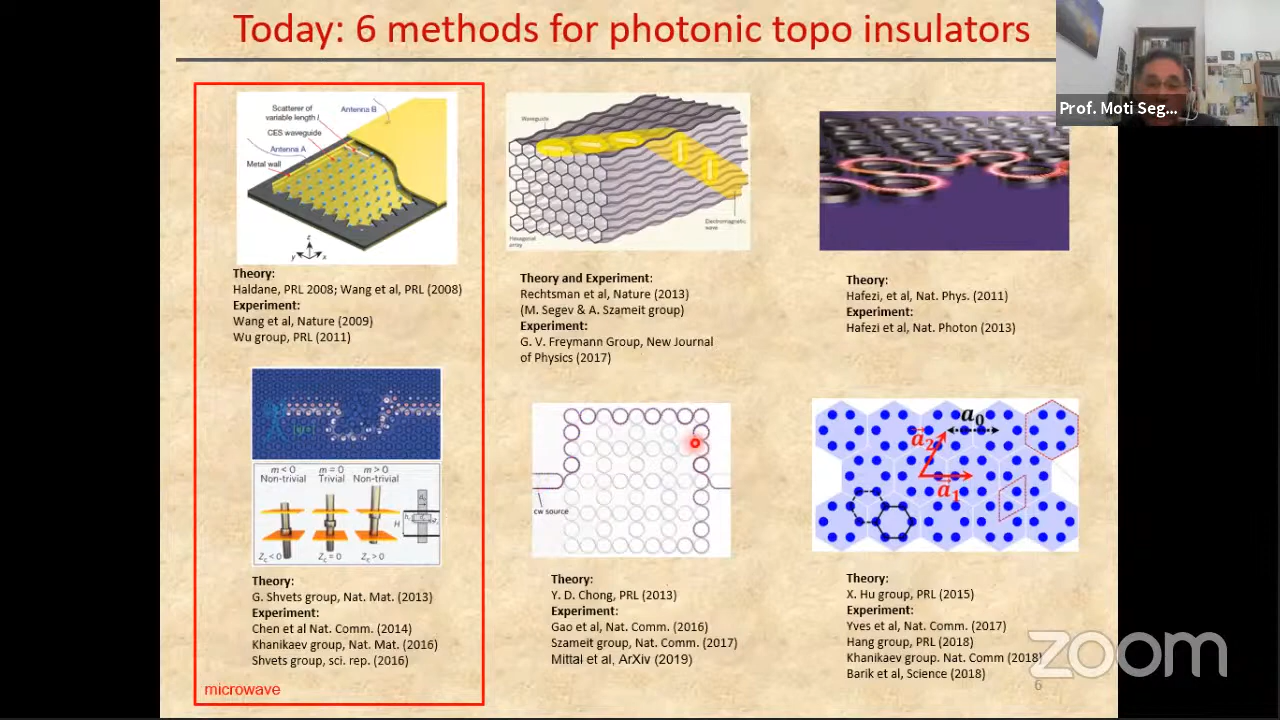 Today: 6 methods for photonic topo insulators
Prof. Moti Seg...
Scatterer of
variable length l
Antenna B
CES waveguide
Antenna A
Metal wall
z
y
x
Theory:
Haldane, PRL 2008; Wang et al, PRL (2008)
Experiment:
Wang et al, Nature (2009)
Wu group, PRL (2011)
Waveguide
Electromagnetic
wave
Hexagonal
array
Theory and Experiment:
Rechtsman et al, Nature (2013)
(M. Segev & A. Szameit group)
Experiment:
G. V. Freymann Group, New Journal
of Physics (2017)
Theory:
Hafezi, et al, Nat. Phys. (2011)
Experiment:
Hafezi et al, Nat. Photon (2013)
m < 0 m = 0 m > 0
Non-trivial Trivial Non-trivial
H
Zc < 0 Zc = 0 Zc > 0
Theory:
G. Shvets group, Nat. Mat. (2013)
Experiment:
Chen et al Nat. Comm. (2014)
Khanikaev group, Nat. Mat. (2016)
Shvets group, sci. rep. (2016)
microwave
cw source
Theory:
Y. D. Chong, PRL (2013)
Experiment:
Gao et al, Nat. Comm. (2016)
Szameit group, Nat. Comm. (2017)
Mittal et al, ArXiv (2019)
a0
a2
a1
Theory:
X. Hu group, PRL (2015)
Experiment:
Yves et al, Nat. Comm. (2017)
Hang group, PRL (2018)
Khanikaev group. Nat. Comm (2018)
Barik et al, Science (2018)
6
zoom